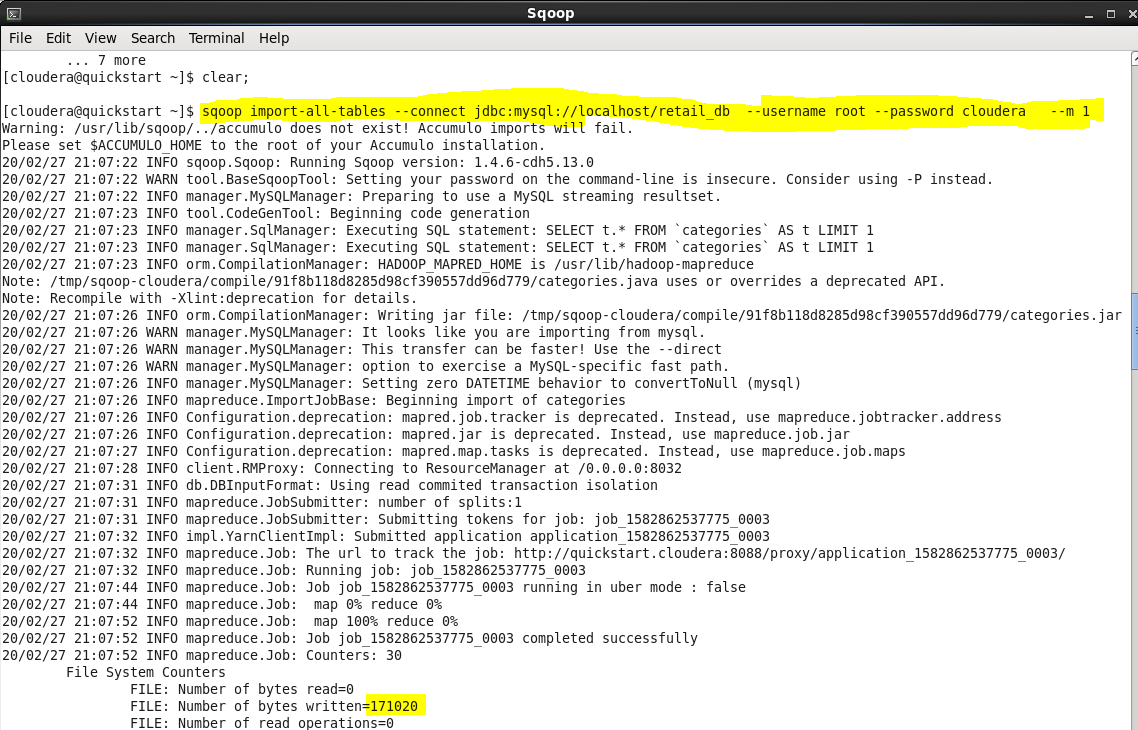 Sqoop
File Edit View Search Terminal Help
... 7 more
[cloudera@quickstart ~]$ clear;
[cloudera@quickstart ~]$ sqoop import-all-tables --connect jdbc:mysql://localhost/retail_db --username root --password cloudera --m 1
Warning: /usr/lib/sqoop/../accumulo does not exist! Accumulo imports will fail.
Please set $ACCUMULO_HOME to the root of your Accumulo installation.
20/02/27 21:07:22 INFO sqoop.Sqoop: Running Sqoop version: 1.4.6-cdh5.13.0
20/02/27 21:07:22 WARN tool.BaseSqoopTool: Setting your password on the command-line is insecure. Consider using -P instead.
20/02/27 21:07:22 INFO manager.MySQLManager: Preparing to use a MySQL streaming resultset.
20/02/27 21:07:23 INFO tool.CodeGenTool: Beginning code generation
20/02/27 21:07:23 INFO manager.SqlManager: Executing SQL statement: SELECT t.* FROM `categories` AS t LIMIT 1
20/02/27 21:07:23 INFO manager.SqlManager: Executing SQL statement: SELECT t.* FROM `categories` AS t LIMIT 1
20/02/27 21:07:23 INFO orm.CompilationManager: HADOOP_MAPRED_HOME is /usr/lib/hadoop-mapreduce
Note: /tmp/sqoop-cloudera/compile/91f8b118d8285d98cf390557dd96d779/categories.java uses or overrides a deprecated API.
Note: Recompile with -Xlint:deprecation for details.
20/02/27 21:07:26 INFO orm.CompilationManager: Writing jar file: /tmp/sqoop-cloudera/compile/91f8b118d8285d98cf390557dd96d779/categories.jar
20/02/27 21:07:26 WARN manager.MySQLManager: It looks like you are importing from mysql.
20/02/27 21:07:26 WARN manager.MySQLManager: This transfer can be faster! Use the --direct
20/02/27 21:07:26 WARN manager.MySQLManager: option to exercise a MySQL-specific fast path.
20/02/27 21:07:26 INFO manager.MySQLManager: Setting zero DATETIME behavior to convertToNull (mysql)
20/02/27 21:07:26 INFO mapreduce.ImportJobBase: Beginning import of categories
20/02/27 21:07:26 INFO Configuration.deprecation: mapred.job.tracker is deprecated. Instead, use mapreduce.jobtracker.address
20/02/27 21:07:26 INFO Configuration.deprecation: mapred.jar is deprecated. Instead, use mapreduce.job.jar
20/02/27 21:07:27 INFO Configuration.deprecation: mapred.map.tasks is deprecated. Instead, use mapreduce.job.maps
20/02/27 21:07:28 INFO client.RMProxy: Connecting to ResourceManager at /0.0.0.0:8032
20/02/27 21:07:31 INFO db.DBInputFormat: Using read commited transaction isolation
20/02/27 21:07:31 INFO mapreduce.JobSubmitter: number of splits:1
20/02/27 21:07:31 INFO mapreduce.JobSubmitter: Submitting tokens for job: job_1582862537775_0003
20/02/27 21:07:32 INFO impl.YarnClientImpl: Submitted application application_1582862537775_0003
20/02/27 21:07:32 INFO mapreduce.Job: The url to track the job: http://quickstart.cloudera:8088/proxy/application_1582862537775_0003/
20/02/27 21:07:32 INFO mapreduce.Job: Running job: job_1582862537775_0003
20/02/27 21:07:44 INFO mapreduce.Job: Job job_1582862537775_0003 running in uber mode : false
20/02/27 21:07:44 INFO mapreduce.Job:  map 0% reduce 0%
20/02/27 21:07:52 INFO mapreduce.Job:  map 100% reduce 0%
20/02/27 21:07:52 INFO mapreduce.Job: Job job_1582862537775_0003 completed successfully
20/02/27 21:07:52 INFO mapreduce.Job: Counters: 30
File System Counters
FILE: Number of bytes read=0
FILE: Number of bytes written=171020
FILE: Number of read operations=0